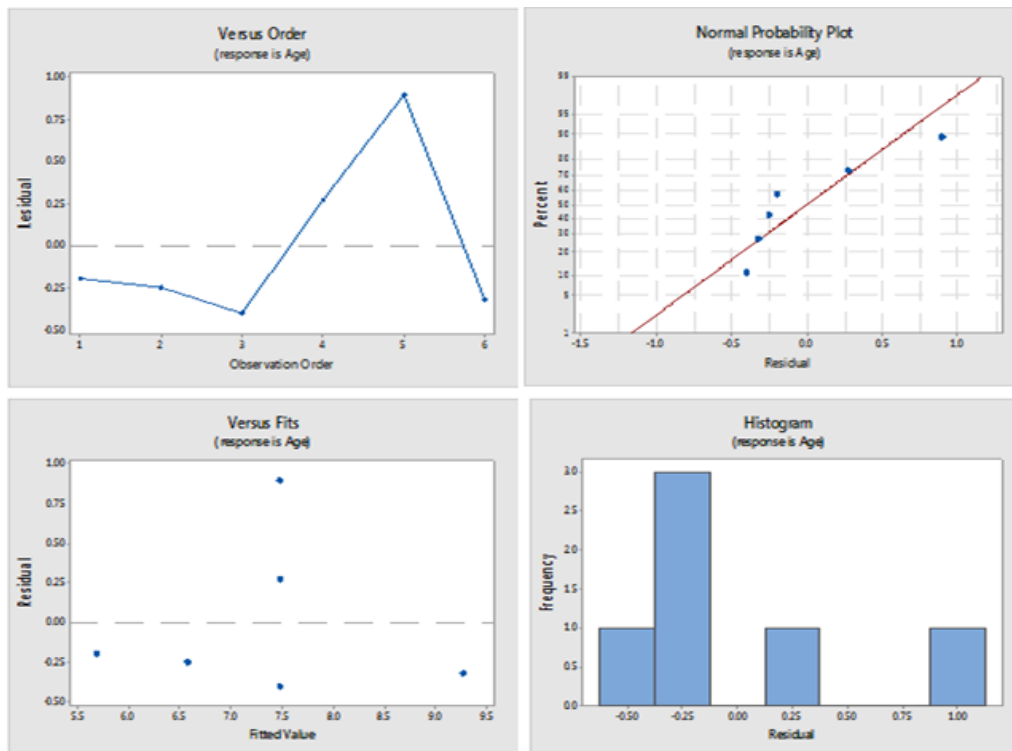 Versus Order
(response is Age)
1.00
0.75
0.50
0.25
0.00
-0.25
-0.50
Residual
1 2 3 4 5 6
Observation Order
Normal Probability Plot
(response is Age)
99
95
90
80
70
60
50
40
30
20
10
5
1
Percent
-1.5 -1.0 -0.5 0.0 0.5 1.0
Residual
Versus Fits
(response is Age)
1.00
0.75
0.50
0.25
0.00
-0.25
-0.50
Residual
5.5 6.0 6.5 7.0 7.5 8.0 8.5 9.0 9.5
Fitted Value
Histogram
(response is Age)
3.0
2.5
2.0
1.5
1.0
0.5
0.0
Frequency
-0.50 -0.25 0.00 0.25 0.50 0.75 1.00
Residual